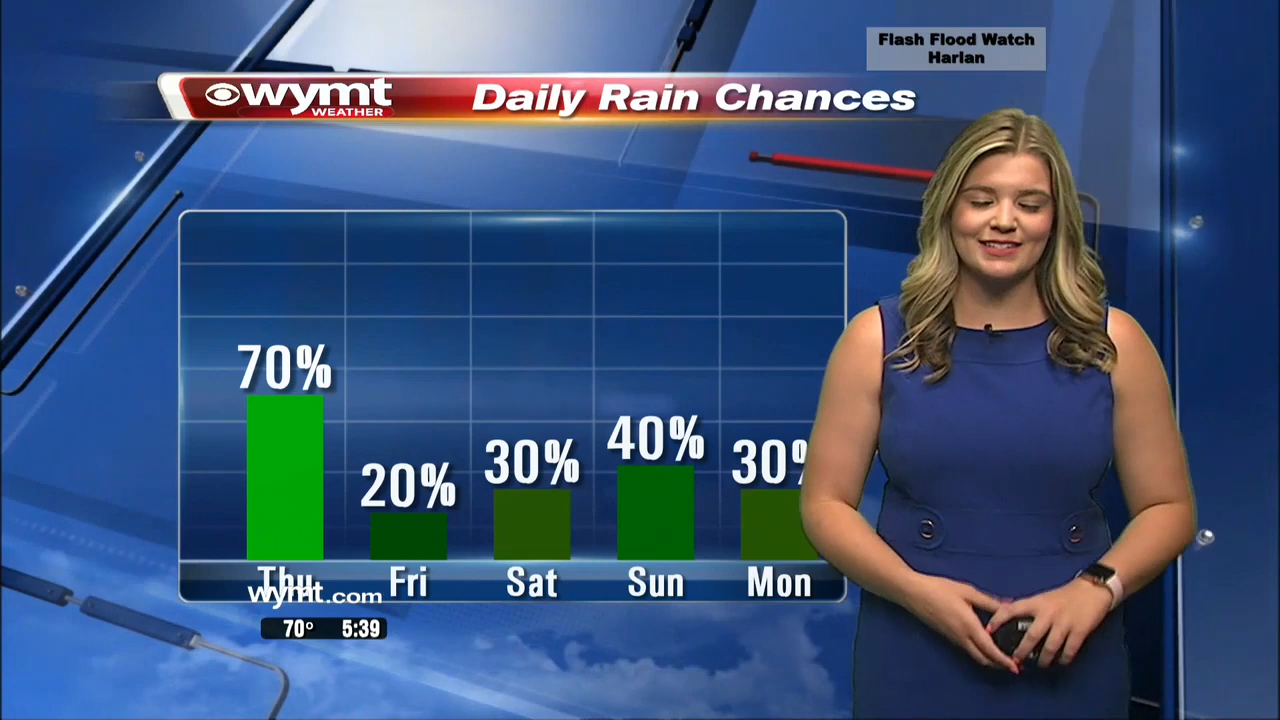 Flash Flood Watch
Harlan
wymt
WEATHER
Daily Rain Chances
70%
20%
30%
40%
30%
Thu
Fri
Sat
Sun
Mon
wymt.com
70° 5:39